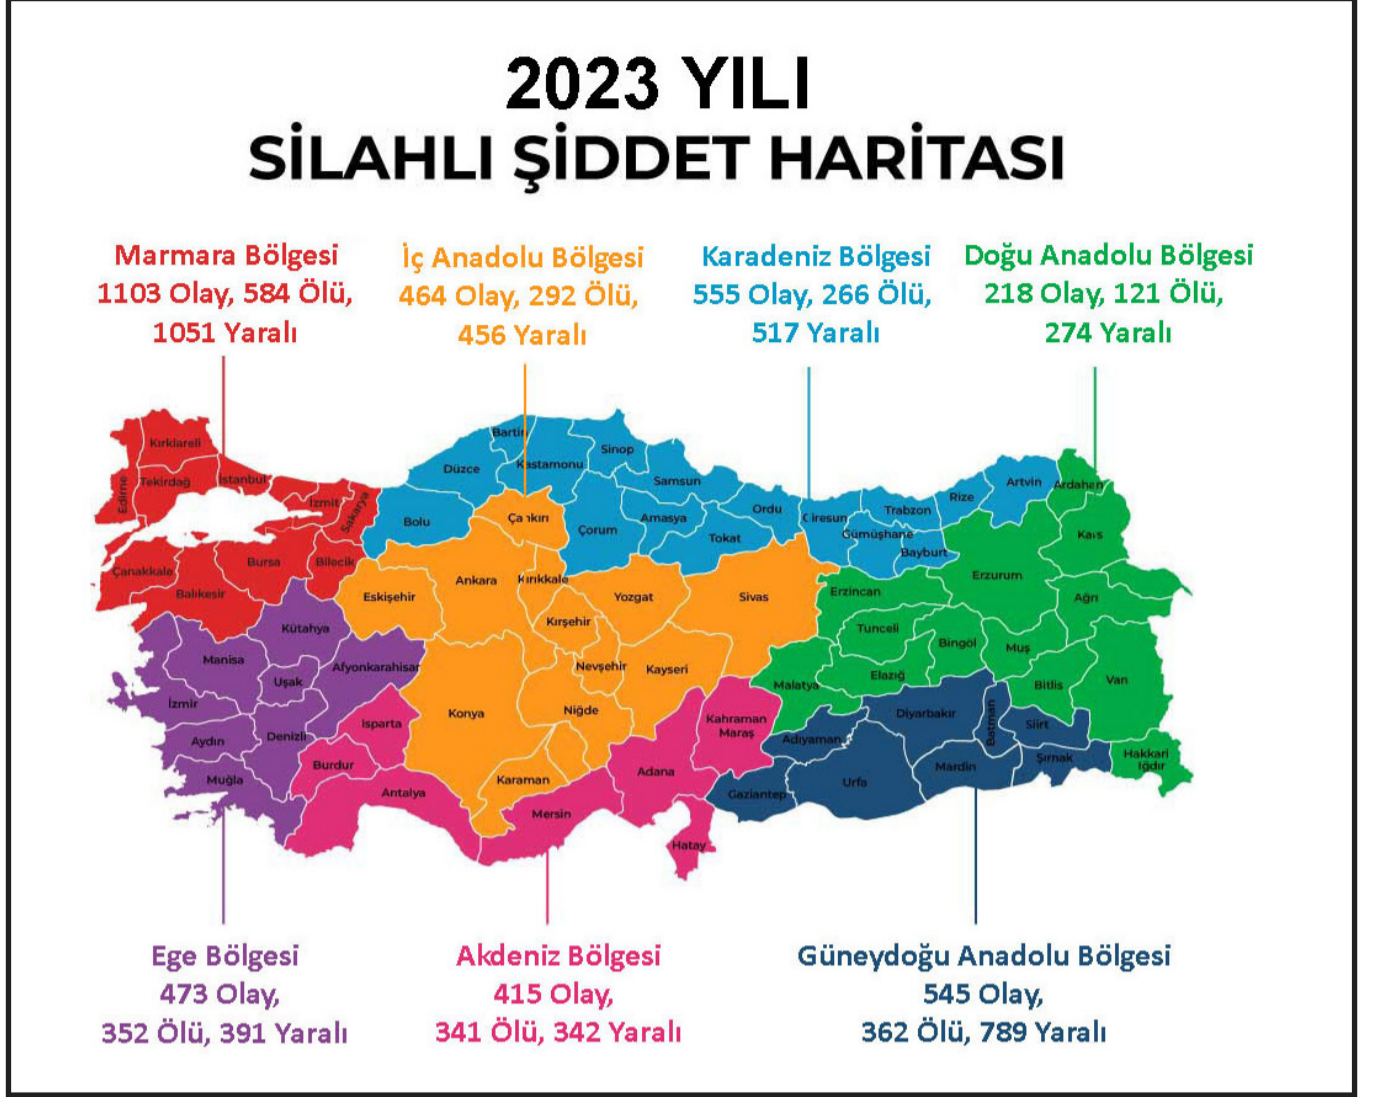 2023 YILI
SİLAHLI ŞİDDET HARİTASI
Marmara Bölgesi
1103 Olay, 584 Ölü,
1051 Yaralı
İç Anadolu Bölgesi
464 Olay, 292 Ölü,
456 Yaralı
Karadeniz Bölgesi
555 Olay, 266 Ölü,
517 Yaralı
Doğu Anadolu Bölgesi
218 Olay, 121 Ölü,
274 Yaralı
Kırklareli
Edirne
Tekirdağ
İstanbul
İzmit
Sakarya
Çanakkale
Balıkesir
Bursa
Bilecik
Bartın
Kastamonu
Sinop
Düzce
Samsun
Bolu
Çorum
Amasya
Tokat
Ordu
Giresun
Trabzon
Gümüşhane
Bayburt
Rize
Artvin
Ardahan
Kars
Çankırı
Ankara
Kırıkkale
Eskişehir
Yozgat
Sivas
Kırşehir
Nevşehir
Kayseri
Konya
Niğde
Karaman
Erzincan
Erzurum
Ağrı
Tunceli
Bingöl
Muş
Elazığ
Malatya
Bitlis
Van
Hakkari
Iğdır
Kütahya
Manisa
Afyonkarahisar
Uşak
İzmir
Aydın
Denizli
Muğla
Isparta
Burdur
Antalya
Mersin
Adana
Kahraman
Maraş
Hatay
Adıyaman
Diyarbakır
Batman
Siirt
Şırnak
Mardin
Urfa
Gaziantep
Ege Bölgesi
473 Olay,
352 Ölü, 391 Yaralı
Akdeniz Bölgesi
415 Olay,
341 Ölü, 342 Yaralı
Güneydoğu Anadolu Bölgesi
545 Olay,
362 Ölü, 789 Yaralı